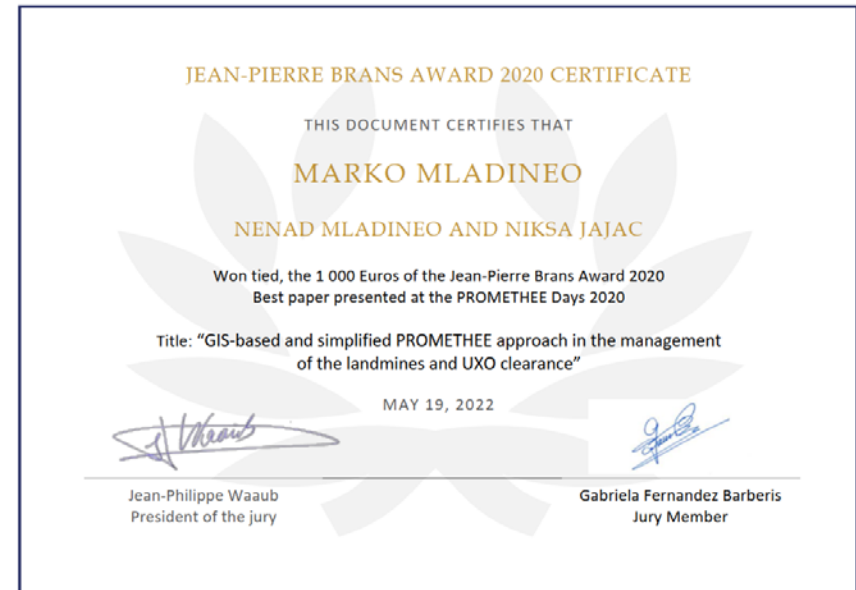 JEAN-PIERRE BRANS AWARD 2020 CERTIFICATE
THIS DOCUMENT CERTIFIES THAT
MARKO MLADINEO
NENAD MLADINEO AND NIKSA JAJAC
Won tied, the 1 000 Euros of the Jean-Pierre Brans Award 2020
Best paper presented at the PROMETHEE Days 2020
Title: “GIS-based and simplified PROMETHEE approach in the management
of the landmines and UXO clearance”
MAY 19, 2022
Jean-Philippe Waaub
President of the jury
Gabriela Fernandez Barberis
Jury Member